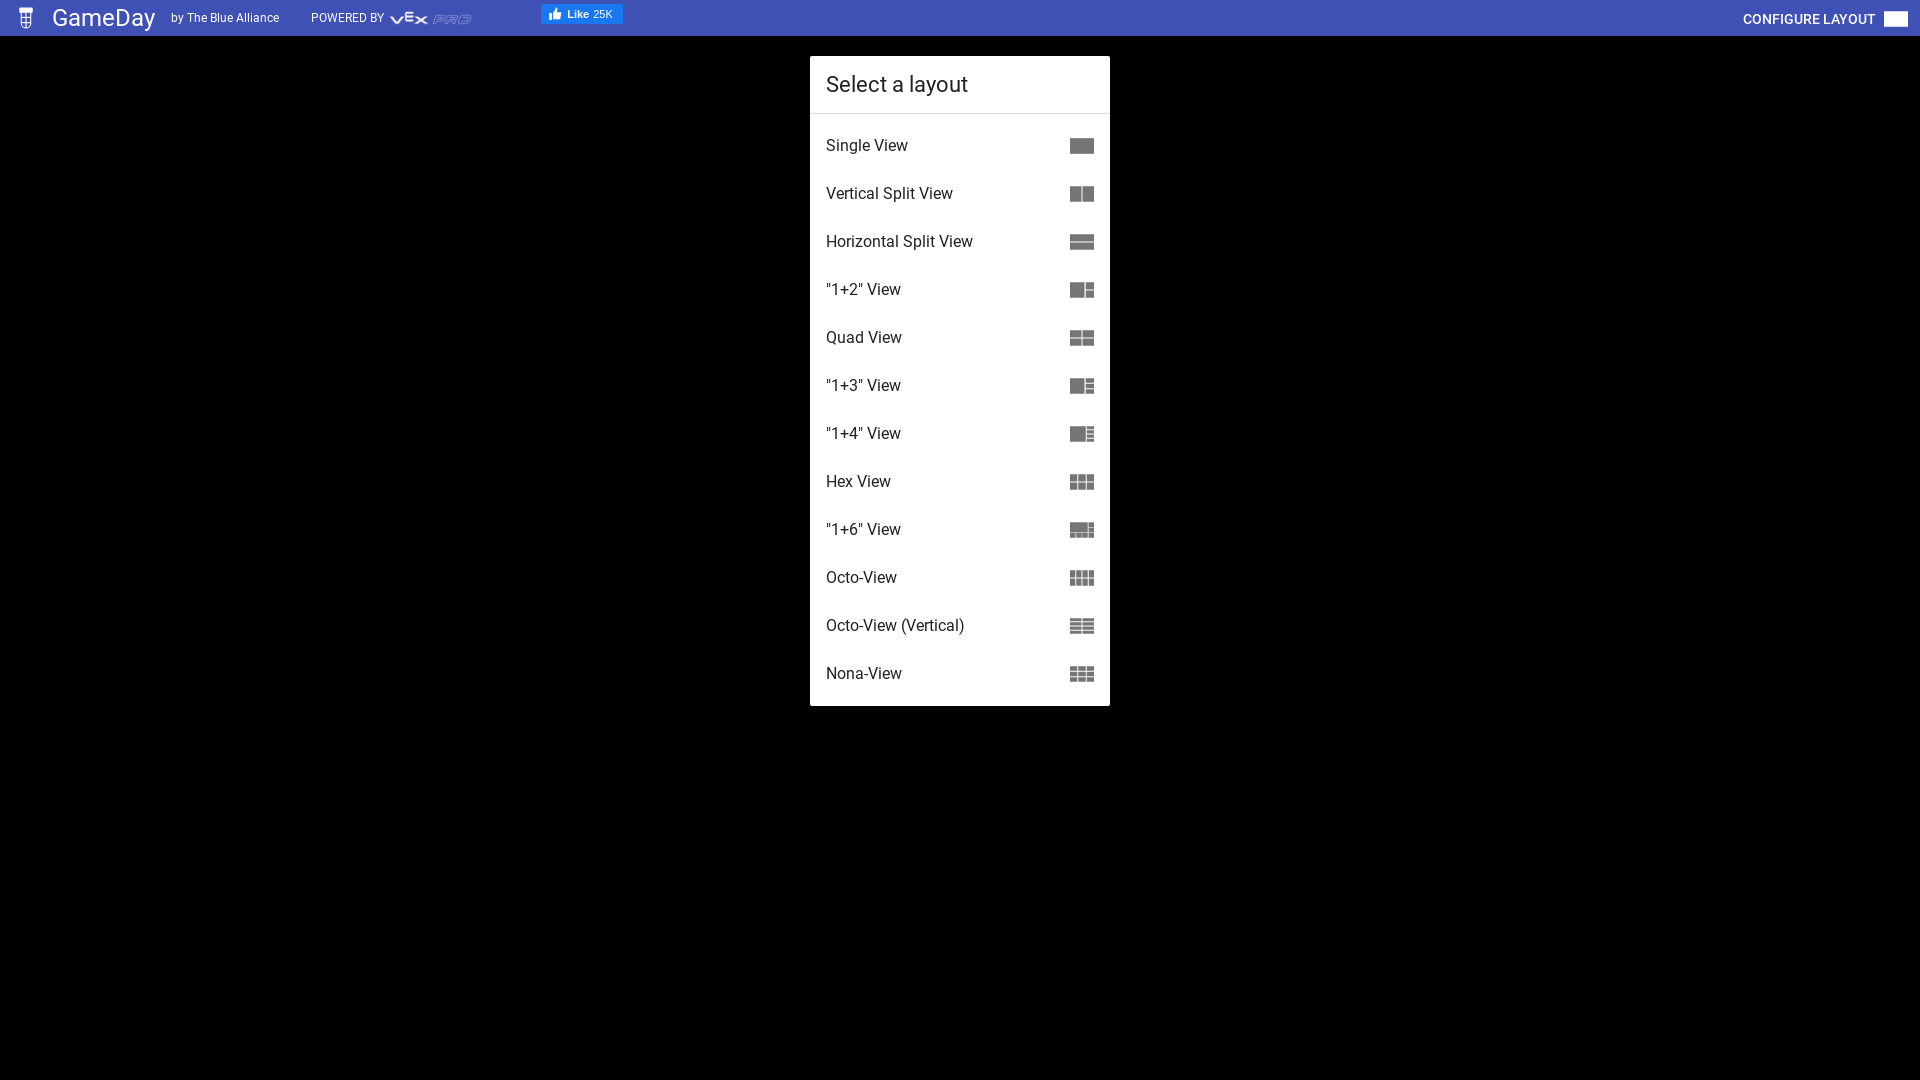 GameDay by The Blue Alliance POWERED BY VEX PRO Like 25K CONFIGURE LAYOUT
Select a layout
Single View
Vertical Split View
Horizontal Split View
"1+2" View
Quad View
"1+3" View
"1+4" View
Hex View
"1+6" View
Octo-View
Octo-View (Vertical)
Nona-View